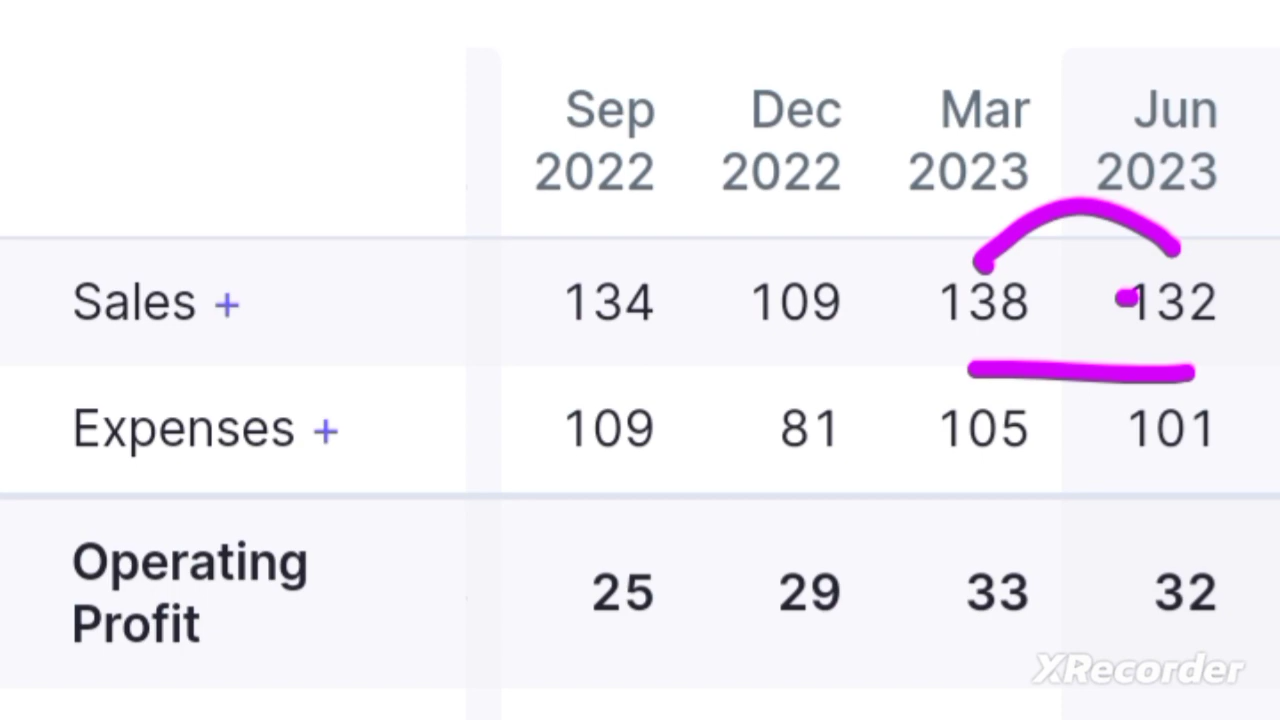 Sep Dec Mar Jun
2022 2022 2023 2023
Sales + 134 109 138 132
Expenses + 109 81 105 101
Operating
Profit 25 29 33 32
XRecorder